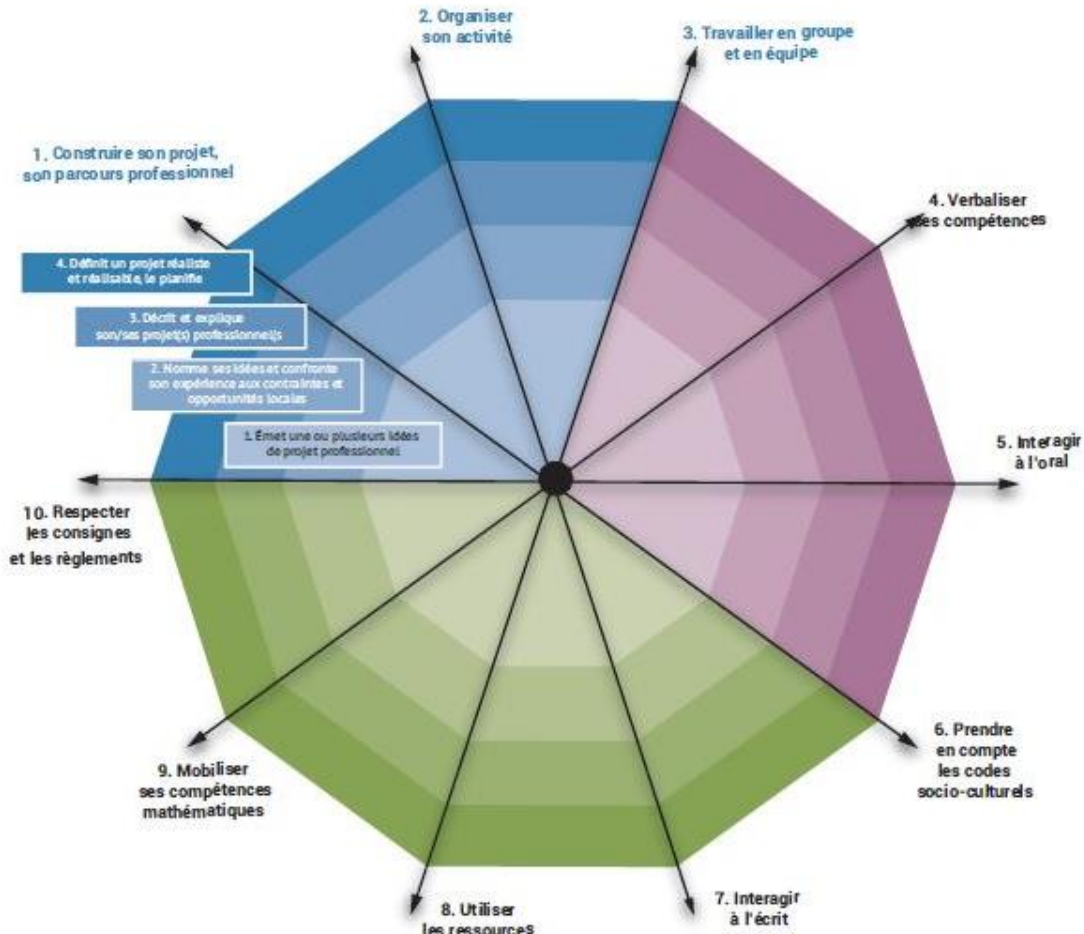 2. Organiser
son activité
3. Travailler en groupe
et en équipe
1. Construire son projet,
son parcours professionnel
4. Verbaliser
ses compétences
4. Définit un projet réaliste
et réalisable, le planifie
3. Décrit et explique
son/ses projet(s) professionnel(s
2. Nomme ses idées et confronte
son expérience aux contraintes et
opportunités locales
1. Émet une ou plusieurs idées
de projet professionnel
5. Interagir
à l'oral
10. Respecter
les consignes
et les règlements
6. Prendre
en compte
les codes
socio-culturels
9. Mobiliser
ses compétences
mathématiques
8. Utiliser
les ressources
7. Interagir
à l'écrit